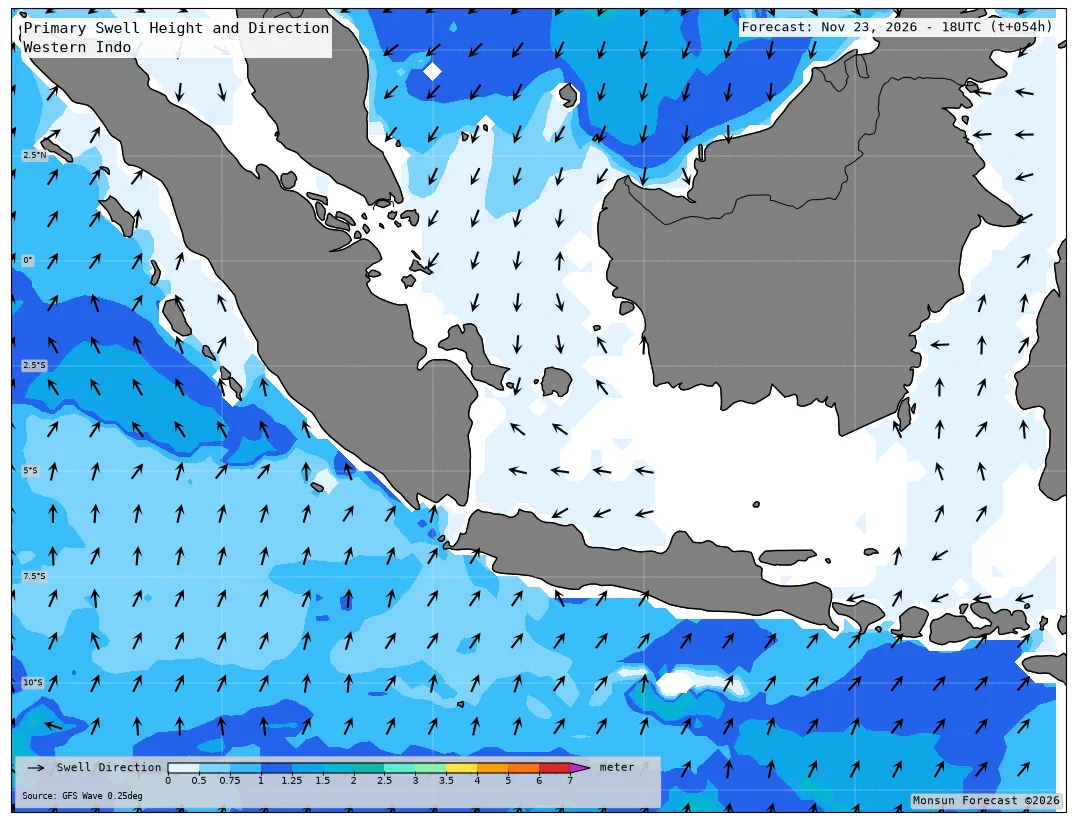 Primary Swell Height and Direction
Western Indo
Forecast: Nov 23, 2026 - 18UTC (t+054h)
2.5°N
0°
2.5°S
5°S
7.5°S
10°S
Swell Direction
0 0.5 0.75 1 1.25 1.5 2 2.5 3 3.5 4 5 6 7
meter
Source: GFS Wave 0.25deg
Monsun Forecast ©2026